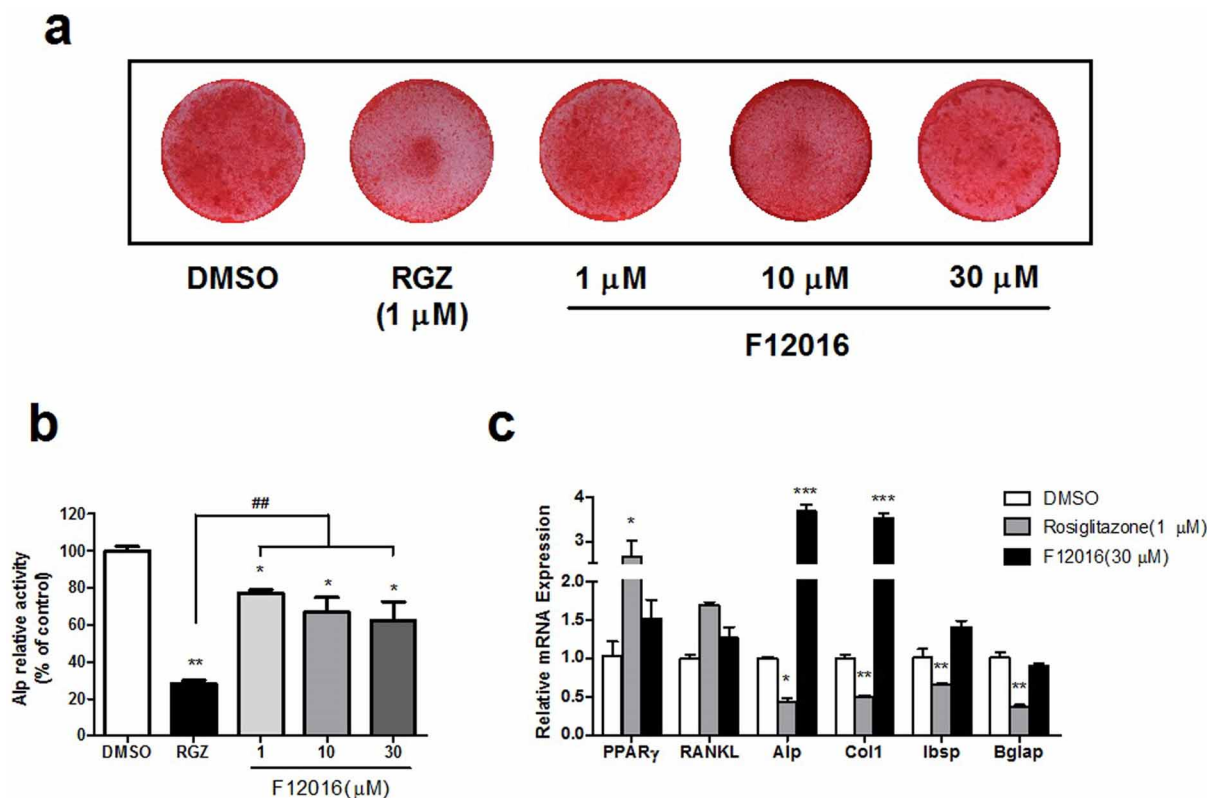 a
DMSO
RGZ
(1 μM)
1 μM
10 μM
30 μM
F12016
b
Alp relative activity
(% of control)
120
100
80
60
40
20
0
##
**
*
*
*
DMSO
RGZ
1
10
30
F12016(μM)
c
Relative mRNA Expression
4
3
2.0
1.5
1.0
0.5
0.0
*
*
***
**
***
**
**
PPARγ
RANKL
Alp
Col1
Ibsp
Bglap
DMSO
Rosiglitazone(1 μM)
F12016(30 μM)